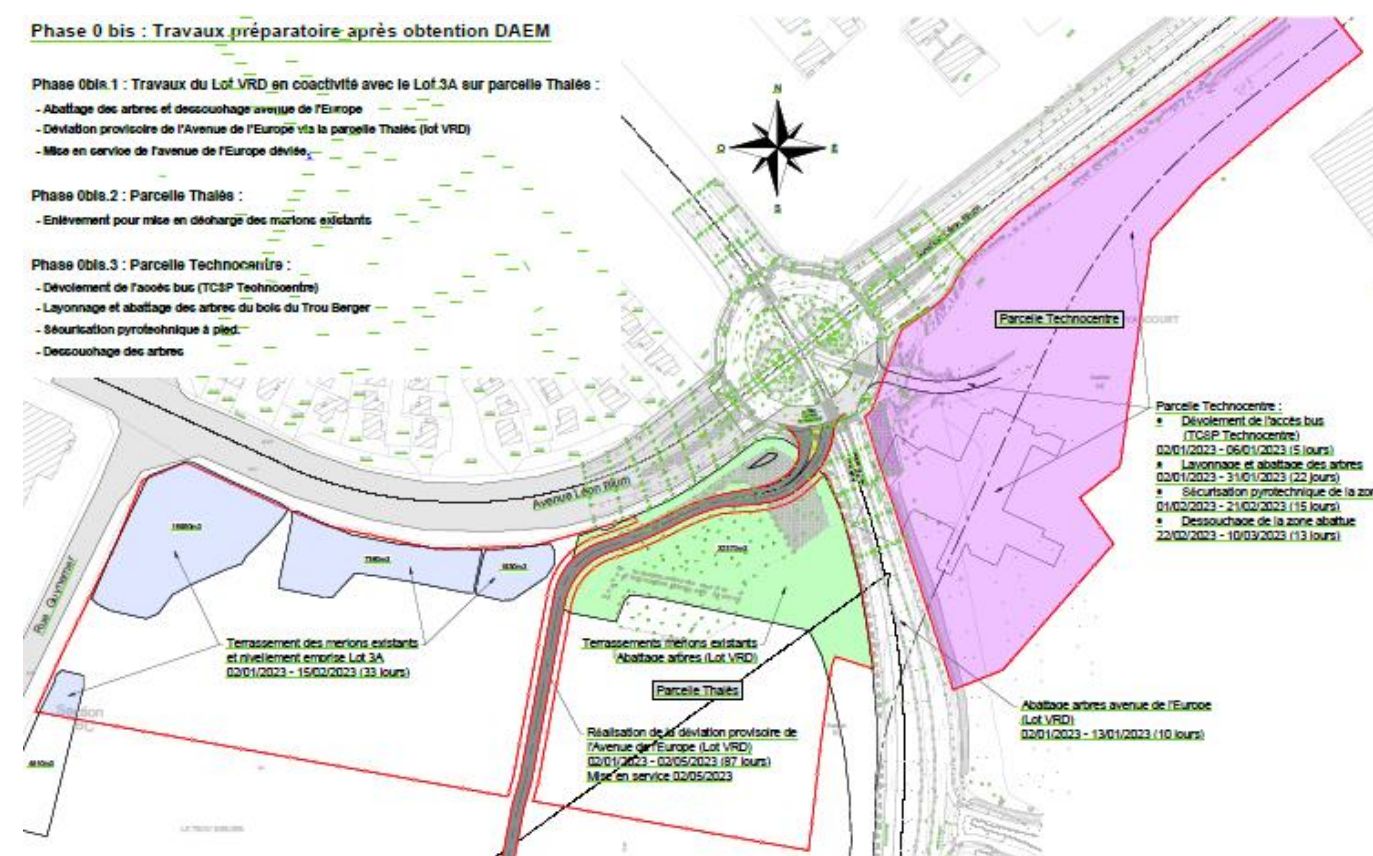 Phase 0 bis : Travaux préparatoire après obtention DAEM
Phase 0bis.1 : Travaux du Lot VRD en coactivité avec le Lot 3A sur parcelle Thalès :
- Abattage des arbres et dessouchage avenue de l'Europe
- Déviation provisoire de l'Avenue de l'Europe via la parcelle Thalès (lot VRD)
- Mise en service de l'avenue de l'Europe déviée.
Phase 0bis.2 : Parcelle Thalès :
- Enlèvement pour mise en décharge des merlons existants
Phase 0bis.3 : Parcelle Technocentre :
- Dévoiement de l'accès bus (TCSP Technocentre)
- Layonnage et abattage des arbres du bois du Trou Berger
- Sécurisation pyrotechnique à pied.
- Dessouchage des arbres
N
O
E
S
Avenue Léon Blum
Parcelle Technocentre
Parcelle Technocentre :
• Dévoiement de l'accès bus
(TCSP Technocentre)
02/01/2023 - 06/01/2023 (5 jours)
• Layonnage et abattage des arbres
02/01/2023 - 31/01/2023 (22 jours)
• Sécurisation pyrotechnique de la zon
01/02/2023 - 21/02/2023 (15 jours)
• Dessouchage de la zone abattue
22/02/2023 - 10/03/2023 (13 jours)
Avenue Léon Blum
Rue Guynemer
Terrassement des merlons existants
et nivellement emprise Lot 3A
02/01/2023 - 15/02/2023 (33 jours)
Terrassements merlons existants
Abattage arbres (Lot VRD)
Parcelle Thalès
Section
Réalisation de la déviation provisoire de
l'Avenue de l'Europe (Lot VRD)
02/01/2023 - 02/05/2023 (87 jours)
Mise en service 02/05/2023
Abattage arbres avenue de l'Europe
(Lot VRD)
02/01/2023 - 13/01/2023 (10 jours)